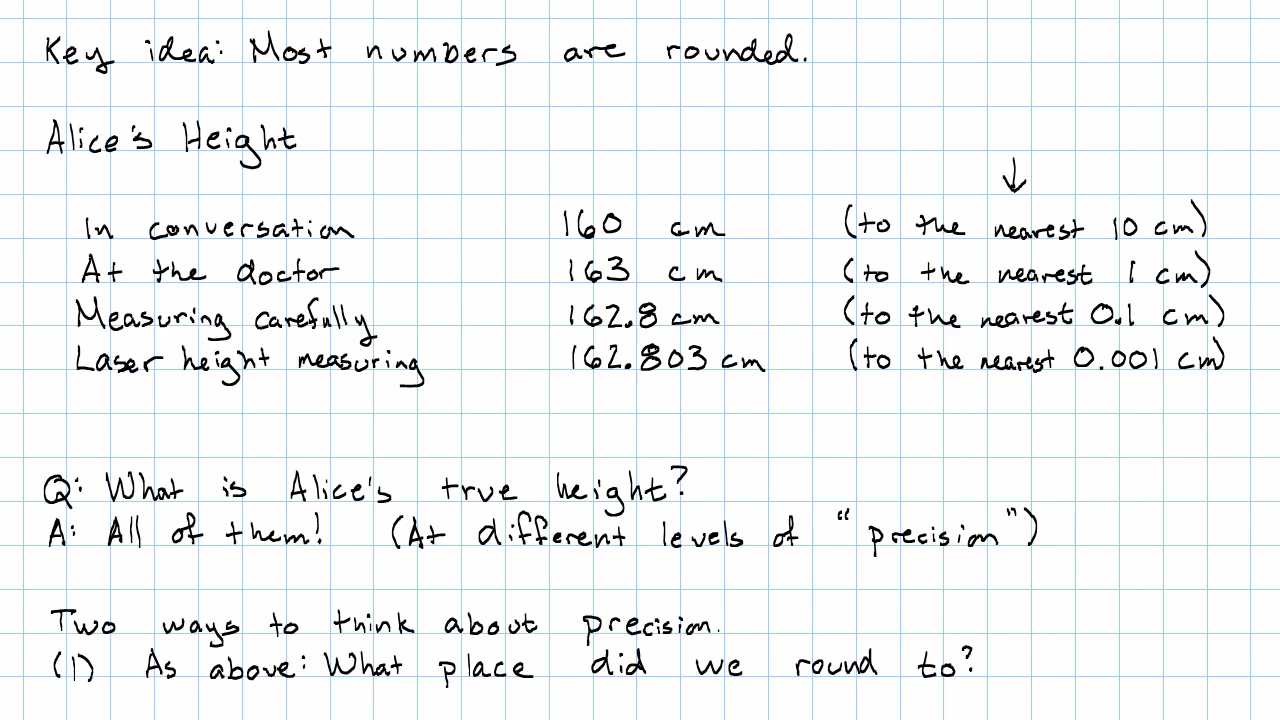 Key idea: Most numbers are rounded.
Alice's Height
↓
In conversation 160 cm (to the nearest 10 cm)
At the doctor 163 cm (to the nearest 1 cm)
Measuring carefully 162.8 cm (to the nearest 0.1 cm)
Laser height measuring 162.803 cm (to the nearest 0.001 cm)
Q: What is Alice's true height?
A: All of them! (At different levels of "precision")
Two ways to think about precision.
(1) As above: What place did we round to?